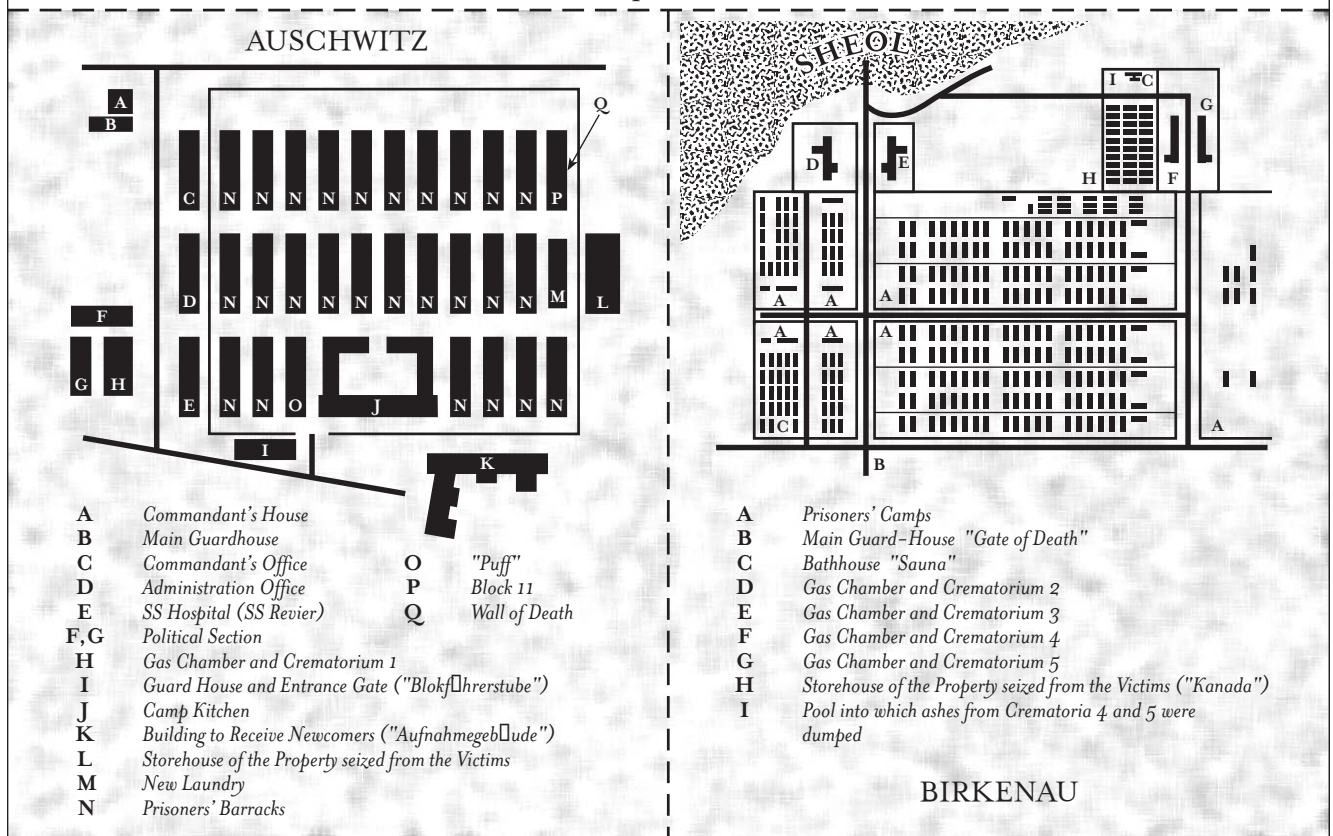 AUSCHWITZ
A
B
Q
C N N N N N N N N N N P
D N N N N N N N N N N M L
F
G H
E N N O J N N N N
I
K
A Commandant's House
B Main Guardhouse
C Commandant's Office
D Administration Office
E SS Hospital (SS Revier)
F,G Political Section
H Gas Chamber and Crematorium 1
I Guard House and Entrance Gate ("Blokf□hrerstube")
J Camp Kitchen
K Building to Receive Newcomers ("Aufnahmegeb□ude")
L Storehouse of the Property seized from the Victims
M New Laundry
N Prisoners' Barracks
O "Puff"
P Block 11
Q Wall of Death
SHEOL
I C
G
D E
H F
A A A
A A A A
C A
B
A Prisoners' Camps
B Main Guard-House "Gate of Death"
C Bathhouse "Sauna"
D Gas Chamber and Crematorium 2
E Gas Chamber and Crematorium 3
F Gas Chamber and Crematorium 4
G Gas Chamber and Crematorium 5
H Storehouse of the Property seized from the Victims ("Kanada")
I Pool into which ashes from Crematoria 4 and 5 were
dumped
BIRKENAU